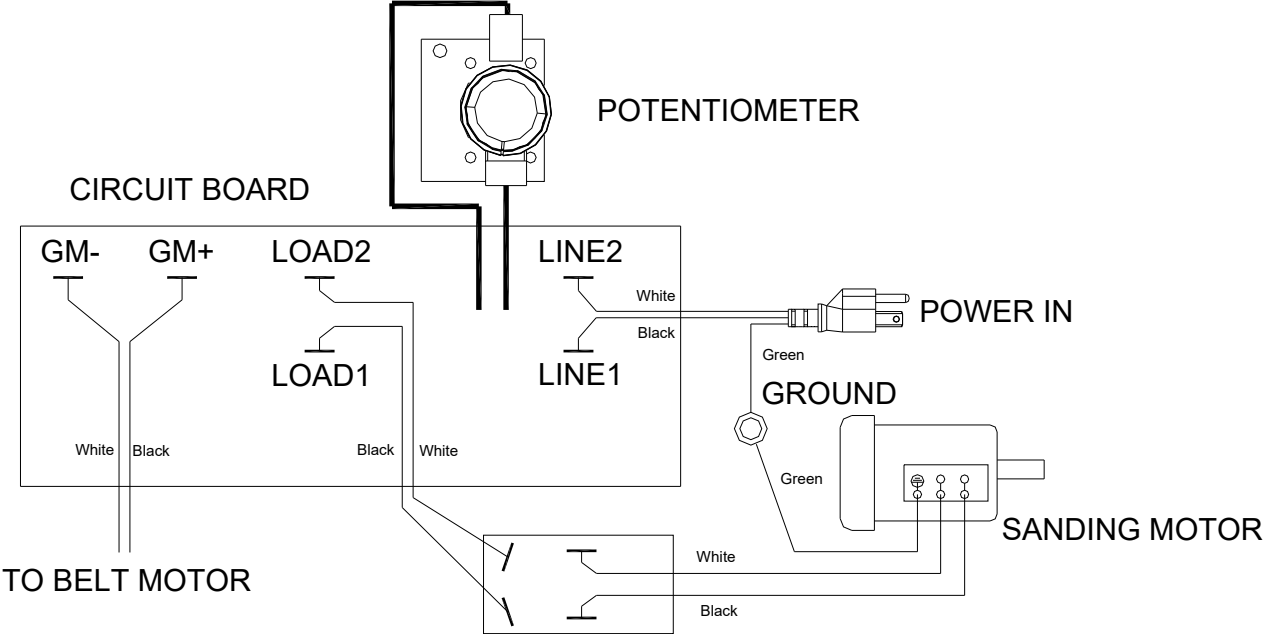 POTENTIOMETER
CIRCUIT BOARD
GM- GM+ LOAD2 LINE2
White
POWER IN
Black
Green
LOAD1 LINE1
GROUND
White Black Black White
Green
SANDING MOTOR
White
TO BELT MOTOR
Black